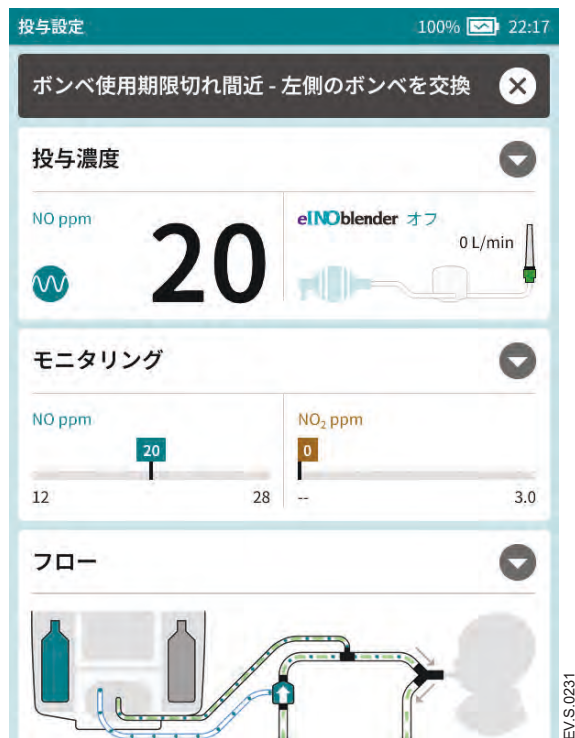 投与設定 100% 22:17
ボンベ使用期限切れ間近 - 左側のボンベを交換
投与濃度
NO ppm
20
eINOblender オフ
0 L/min
モニタリング
NO ppm
20
12 28
NO₂ ppm
0
-- 3.0
フロー
EV.S.0231